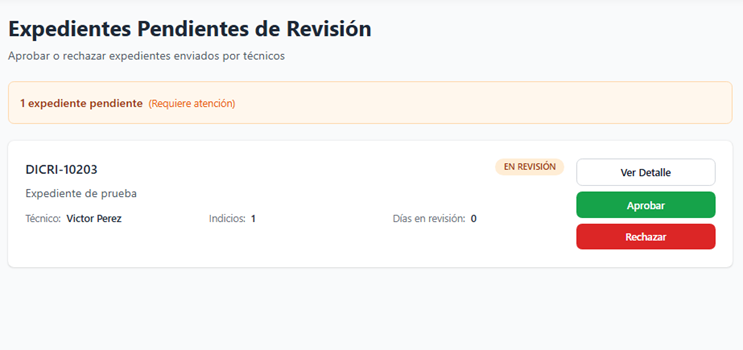 Expedientes Pendientes de Revisión
Aprobar o rechazar expedientes enviados por técnicos
1 expediente pendiente (Requiere atención)
DICRI-10203
EN REVISIÓN
Expediente de prueba
Técnico: Victor Perez Indicios: 1 Días en revisión: 0
Ver Detalle
Aprobar
Rechazar